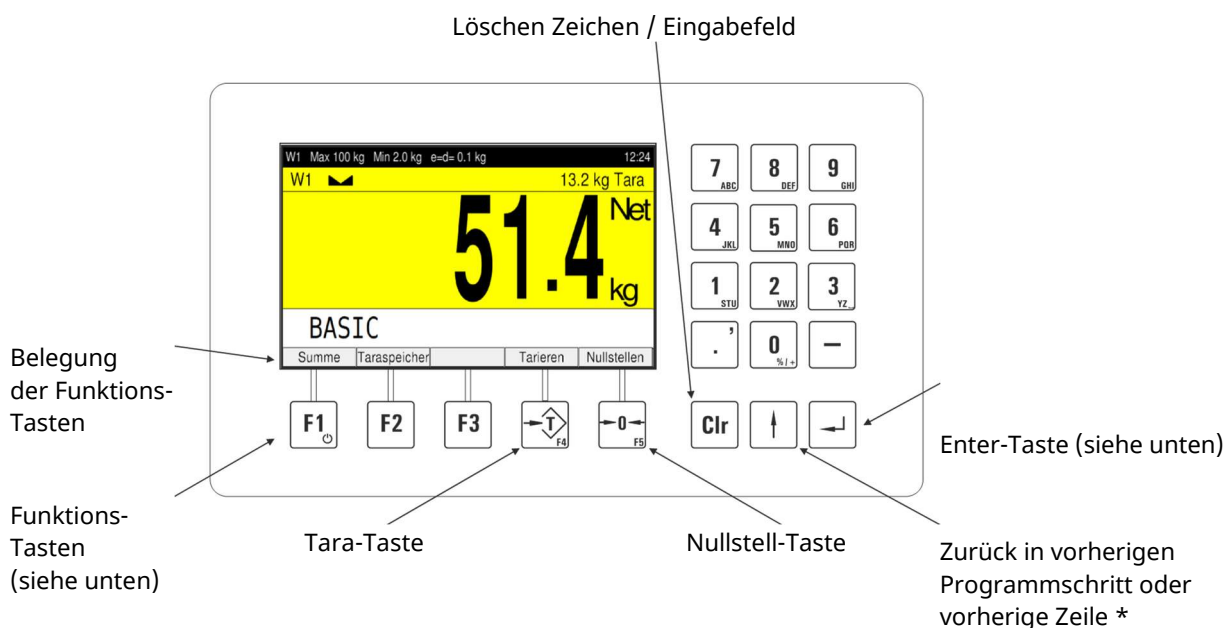 Löschen Zeichen / Eingabefeld
W1 Max 100 kg Min 2.0 kg e=d= 0.1 kg 12:24
W1 13.2 kg Tara
51.4 Net
kg
BASIC
Summe Taraspeicher Tarieren Nullstellen
7 ABC 8 DEF 9 GHI
4 JKL 5 MNO 6 PQR
1 STU 2 VWX 3 YZ_
. ' 0 % / + –
F1 F2 F3 T F4 0 F5 Clr
Belegung
der Funktions-
Tasten
Funktions-
Tasten
(siehe unten)
Tara-Taste
Nullstell-Taste
Enter-Taste (siehe unten)
Zurück in vorherigen
Programmschritt oder
vorherige Zeile *